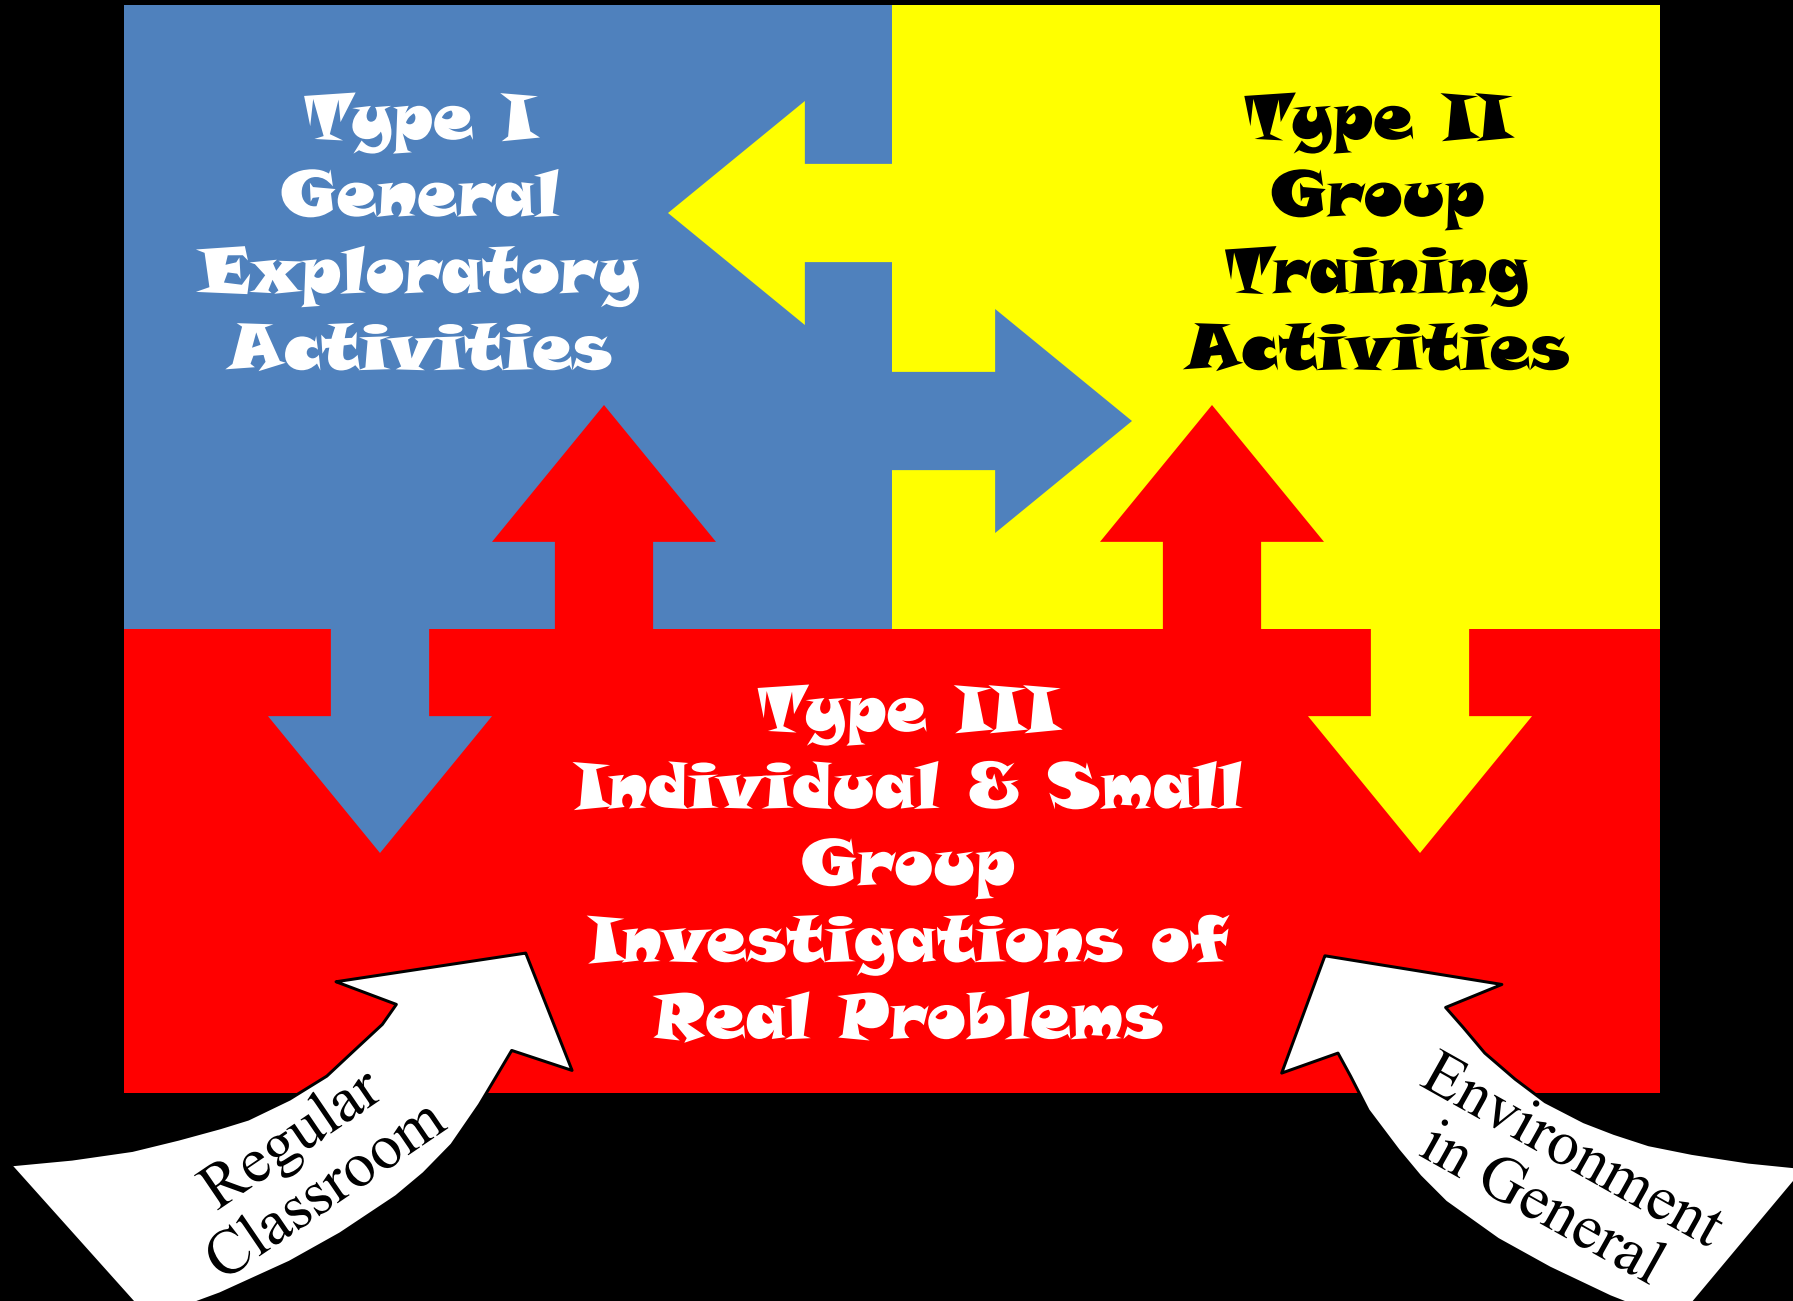 Type I
General
Exploratory
Activities
Type II
Group
Training
Activities
Type III
Individual & Small
Group
Investigations of
Real Problems
Regular
Classroom
Environment
in General